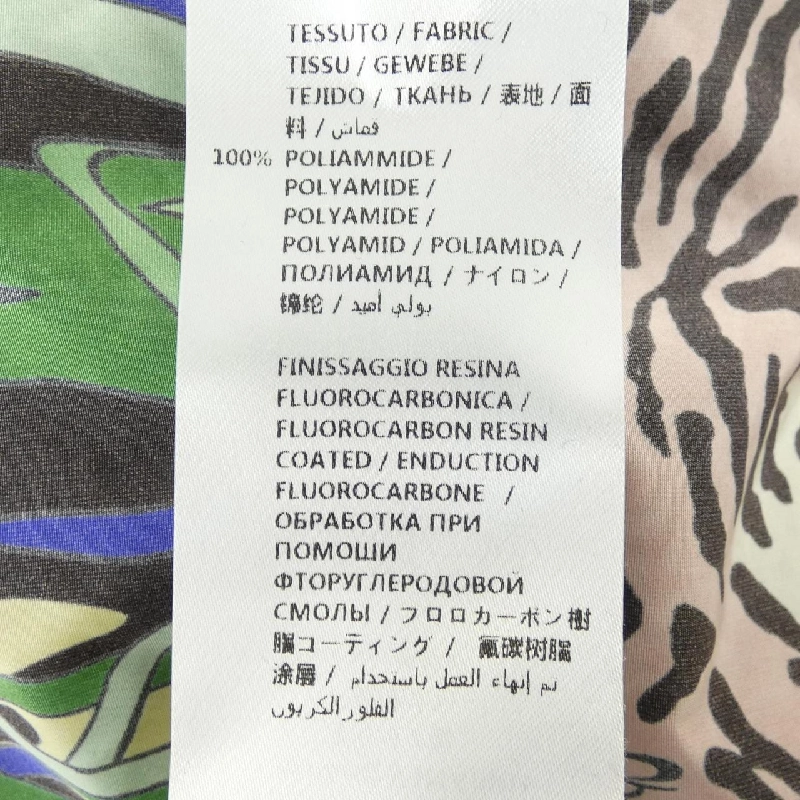 TESSUTO / FABRIC /
TISSU / GEWEBE /
TEJIDO / ТКАНЬ / 表地 / 面
料 / قماش
100% POLIAMMIDE /
POLYAMIDE /
POLYAMIDE /
POLYAMID / POLIAMIDA /
ПОЛИАМИД / ナイロン /
锦纶 / بولي أميد
FINISSAGGIO RESINA
FLUOROCARBONICA /
FLUOROCARBON RESIN
COATED / ENDUCTION
FLUOROCARBONE /
ОБРАБОТКА ПРИ
ПОМОШИ
ФТОРУГЛЕРОДОВОЙ
СМОЛЫ / フロロカーボン樹
脂コーティング / 氟碳树脂
涂层 / تم إنهاء العمل باستخدام
الفلور الكربون